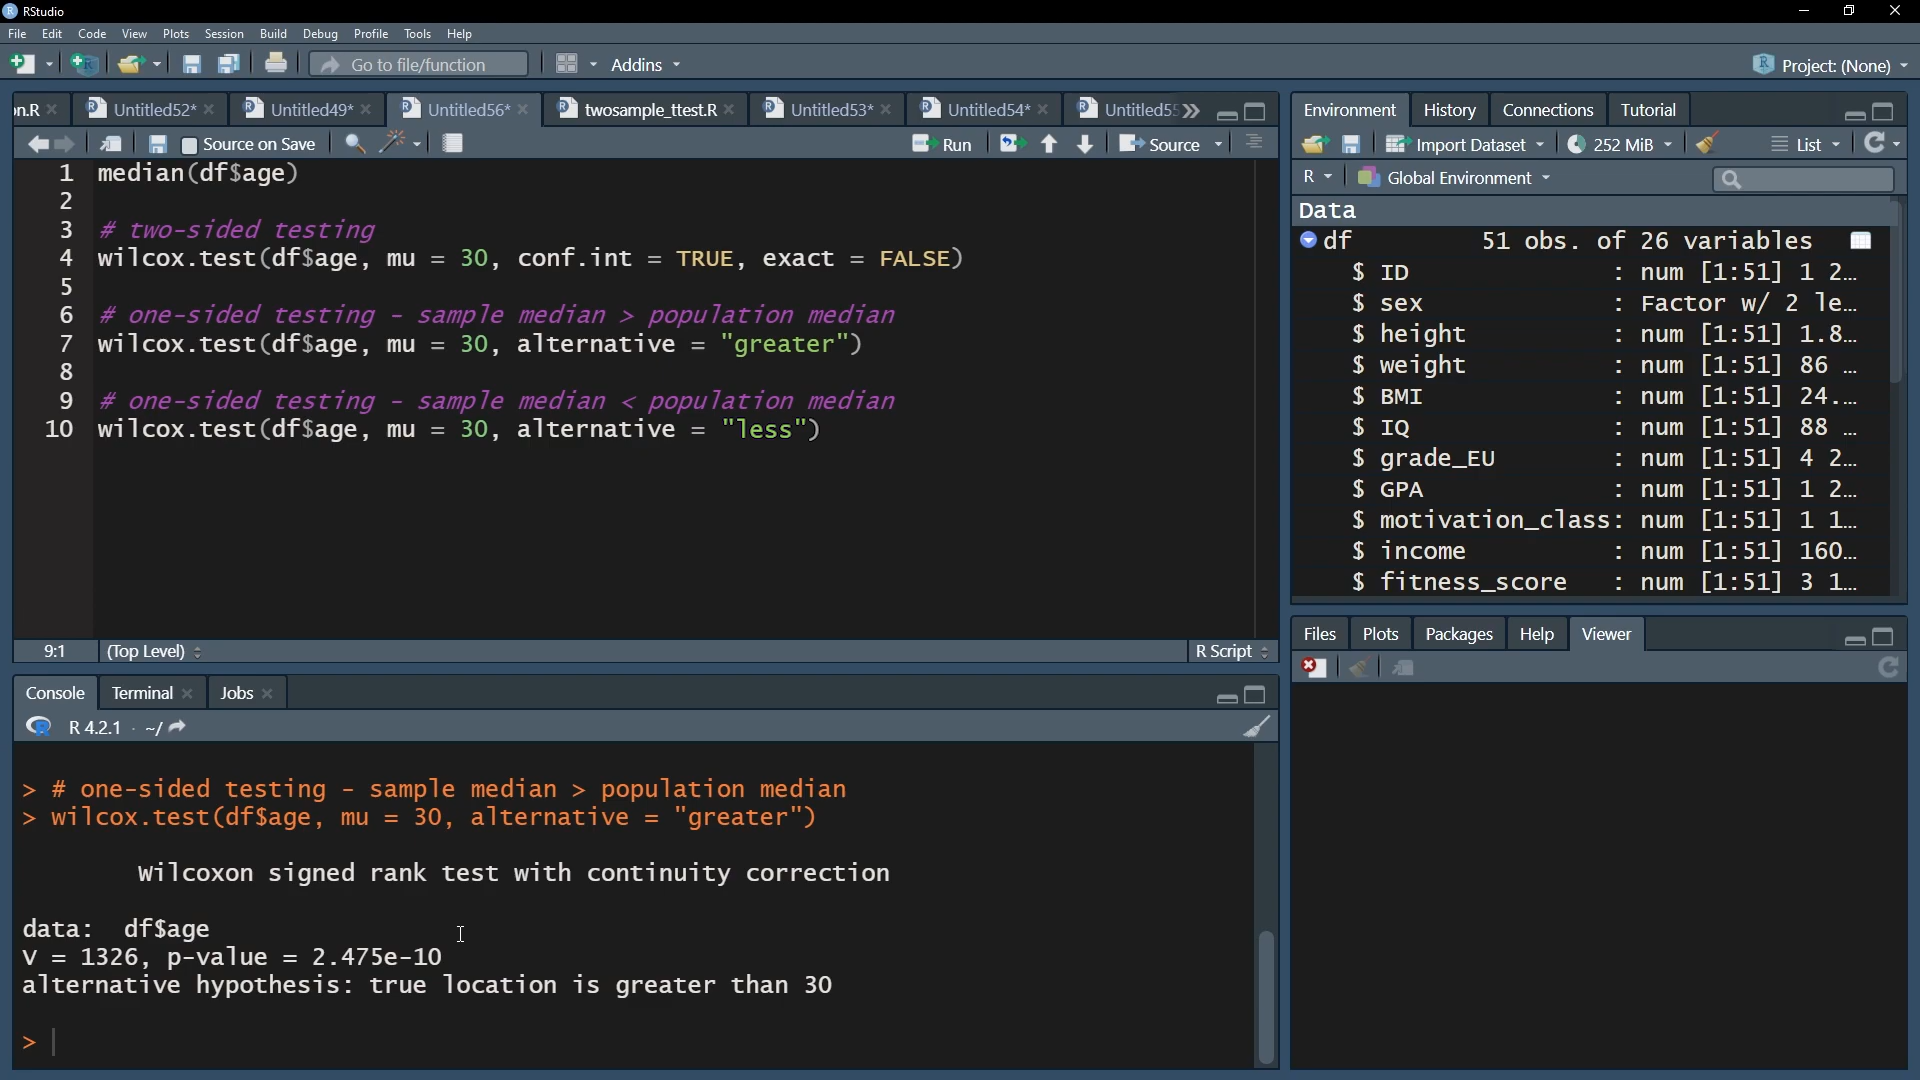 RStudio
File Edit Code View Plots Session Build Debug Profile Tools Help
Go to file/function Addins Project: (None)
on.R Untitled52* Untitled49* Untitled56* twosample_ttest.R Untitled53* Untitled54* Untitled55
Source on Save Run Source
1 median(df$age)
2
3 # two-sided testing
4 wilcox.test(df$age, mu = 30, conf.int = TRUE, exact = FALSE)
5
6 # one-sided testing - sample median > population median
7 wilcox.test(df$age, mu = 30, alternative = "greater")
8
9 # one-sided testing - sample median < population median
10 wilcox.test(df$age, mu = 30, alternative = "less")
9:1 (Top Level) R Script
Console Terminal Jobs
R 4.2.1 · ~/
> # one-sided testing - sample median > population median
> wilcox.test(df$age, mu = 30, alternative = "greater")
Wilcoxon signed rank test with continuity correction
data: df$age
V = 1326, p-value = 2.475e-10
alternative hypothesis: true location is greater than 30
>
Environment History Connections Tutorial
Import Dataset 252 MiB List
R Global Environment
Data
df 51 obs. of 26 variables
$ ID : num [1:51] 1 2…
$ sex : Factor w/ 2 le…
$ height : num [1:51] 1.8…
$ weight : num [1:51] 86 …
$ BMI : num [1:51] 24.…
$ IQ : num [1:51] 88 …
$ grade_EU : num [1:51] 4 2…
$ GPA : num [1:51] 1 2…
$ motivation_class: num [1:51] 1 1…
$ income : num [1:51] 160…
$ fitness_score : num [1:51] 3 1…
Files Plots Packages Help Viewer